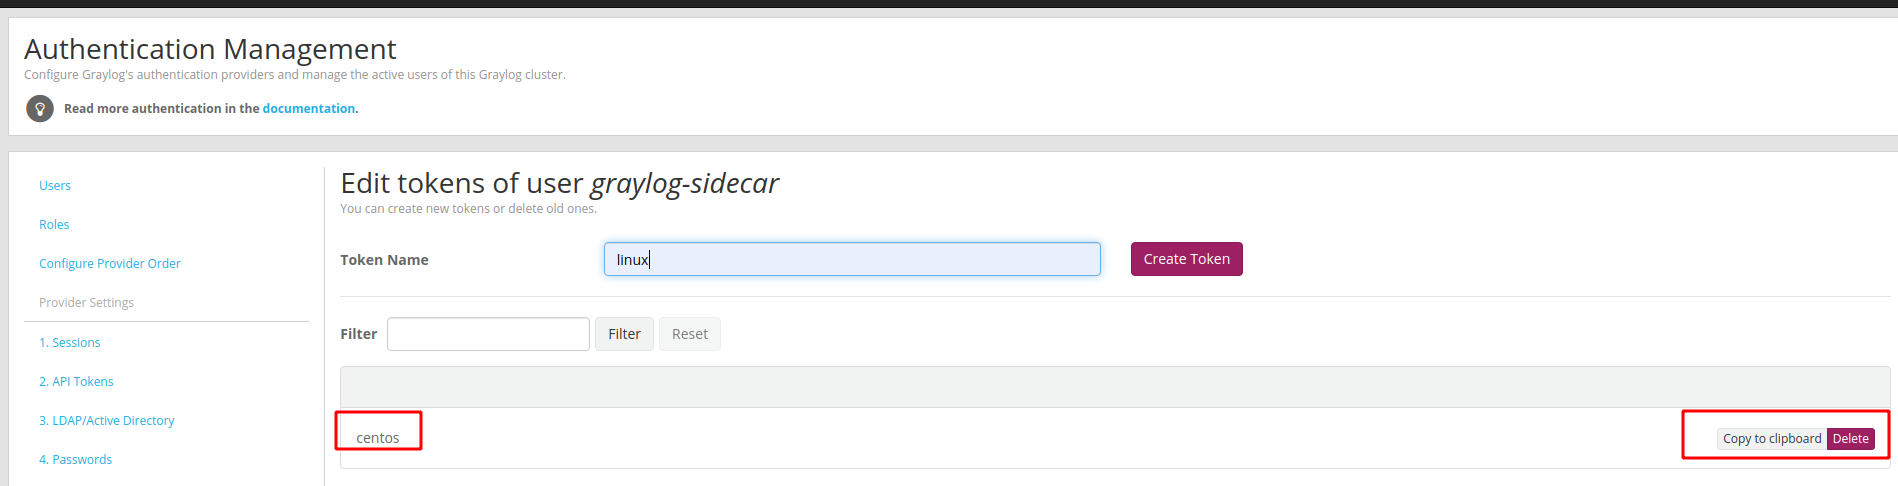 Authentication Management
Configure Graylog's authentication providers and manage the active users of this Graylog cluster.
Read more authentication in the documentation.
Users
Roles
Configure Provider Order
Provider Settings
1. Sessions
2. API Tokens
3. LDAP/Active Directory
4. Passwords
Edit tokens of user graylog-sidecar
You can create new tokens or delete old ones.
Token Name linux Create Token
Filter Filter Reset
centos Copy to clipboard Delete